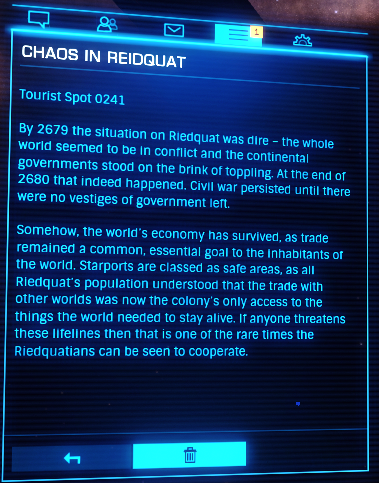 1
CHAOS IN REIDQUAT
Tourist Spot 0241
By 2679 the situation on Riedquat was dire – the whole
world seemed to be in conflict and the continental
governments stood on the brink of toppling. At the end of
2680 that indeed happened. Civil war persisted until there
were no vestiges of government left.
Somehow, the world's economy has survived, as trade
remained a common, essential goal to the inhabitants of
the world. Starports are classed as safe areas, as all
Riedquat's population understood that the trade with
other worlds was now the colony's only access to the
things the world needed to stay alive. If anyone threatens
these lifelines then that is one of the rare times the
Riedquatians can be seen to cooperate.